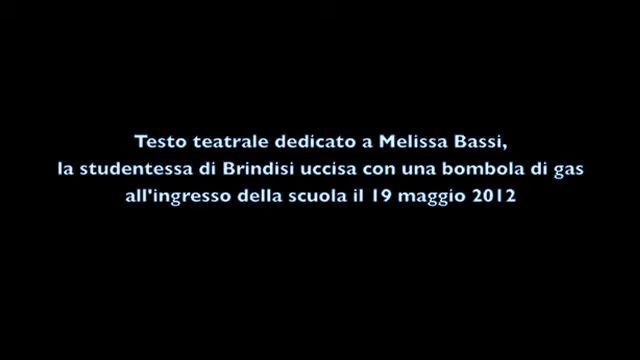 Testo teatrale dedicato a Melissa Bassi,
la studentessa di Brindisi uccisa con una bombola di gas
all'ingresso della scuola il 19 maggio 2012